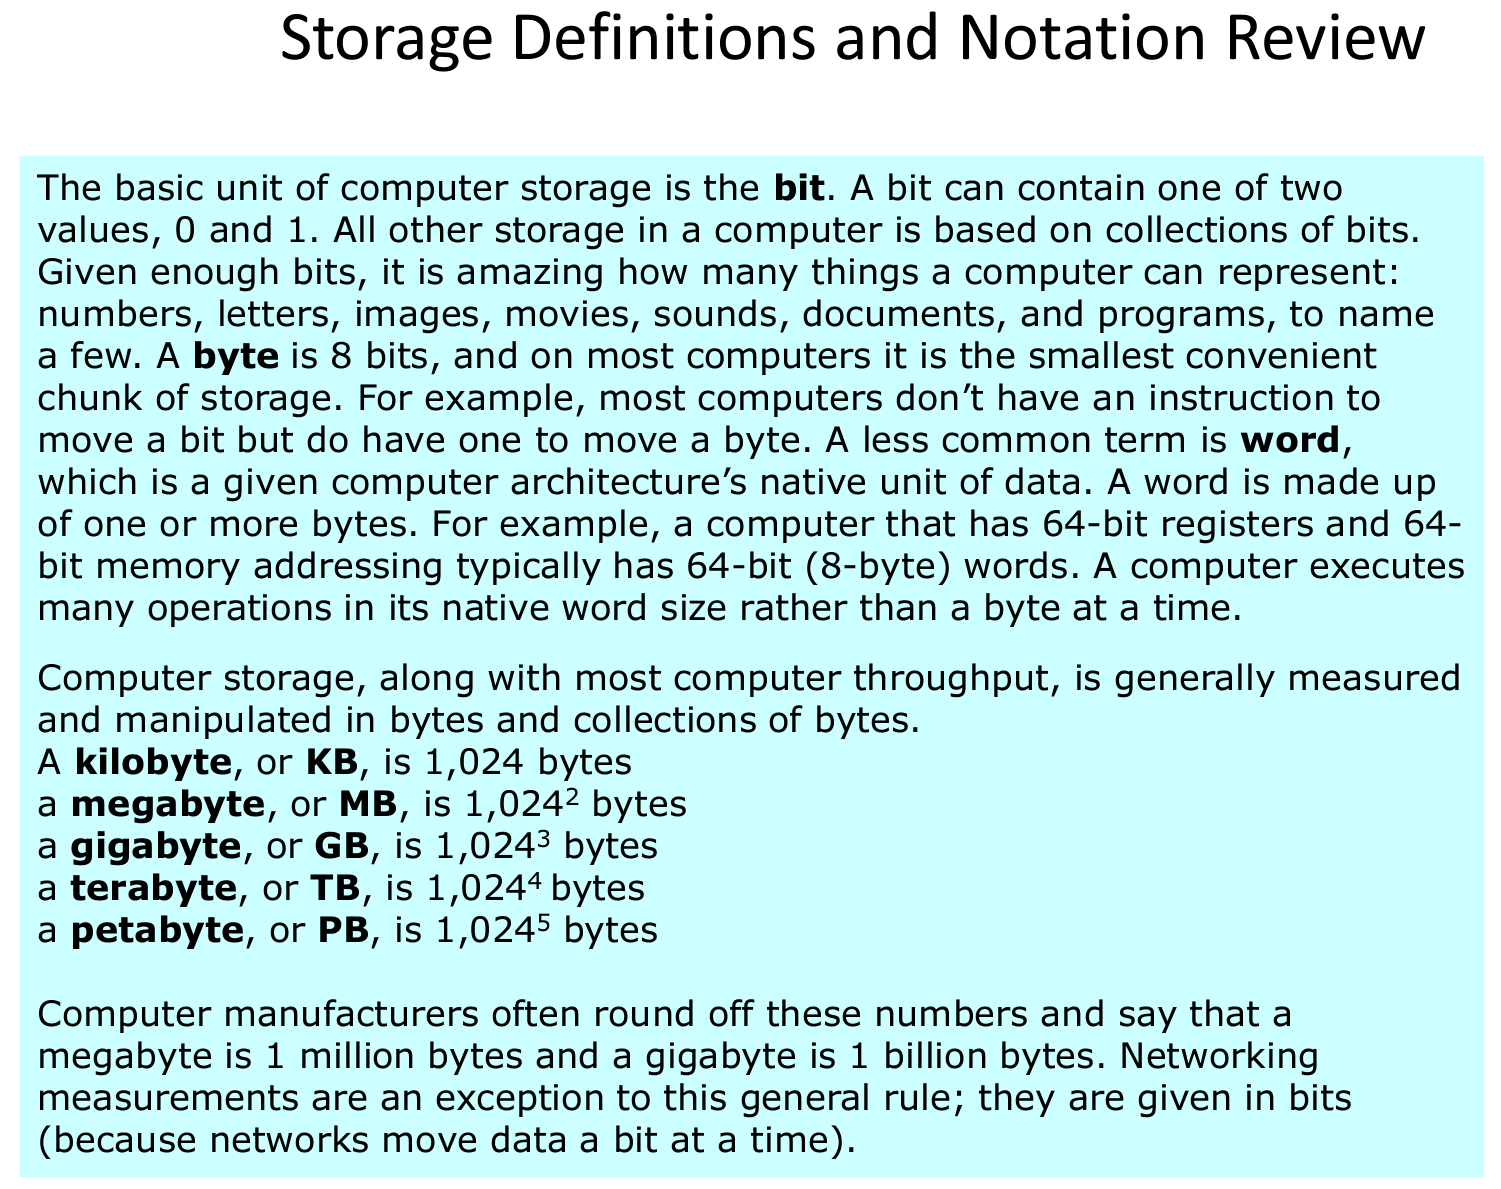 Storage Definitions and Notation Review
The basic unit of computer storage is the bit. A bit can contain one of two
values, 0 and 1. All other storage in a computer is based on collections of bits.
Given enough bits, it is amazing how many things a computer can represent:
numbers, letters, images, movies, sounds, documents, and programs, to name
a few. A byte is 8 bits, and on most computers it is the smallest convenient
chunk of storage. For example, most computers don’t have an instruction to
move a bit but do have one to move a byte. A less common term is word,
which is a given computer architecture’s native unit of data. A word is made up
of one or more bytes. For example, a computer that has 64-bit registers and 64-
bit memory addressing typically has 64-bit (8-byte) words. A computer executes
many operations in its native word size rather than a byte at a time.
Computer storage, along with most computer throughput, is generally measured
and manipulated in bytes and collections of bytes.
A kilobyte, or KB, is 1,024 bytes
a megabyte, or MB, is 1,024² bytes
a gigabyte, or GB, is 1,024³ bytes
a terabyte, or TB, is 1,024⁴ bytes
a petabyte, or PB, is 1,024⁵ bytes
Computer manufacturers often round off these numbers and say that a
megabyte is 1 million bytes and a gigabyte is 1 billion bytes. Networking
measurements are an exception to this general rule; they are given in bits
(because networks move data a bit at a time).